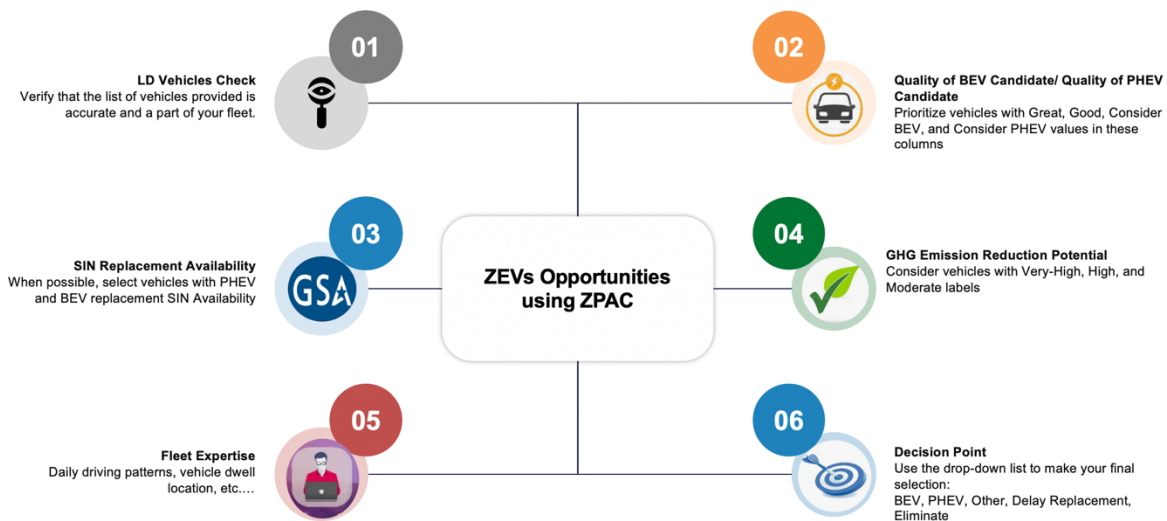 01
LD Vehicles Check
Verify that the list of vehicles provided is
accurate and a part of your fleet.
02
Quality of BEV Candidate/ Quality of PHEV
Candidate
Prioritize vehicles with Great, Good, Consider
BEV, and Consider PHEV values in these
columns
03
SIN Replacement Availability
When possible, select vehicles with PHEV
and BEV replacement SIN Availability
GSA
ZEVs Opportunities
using ZPAC
04
GHG Emission Reduction Potential
Consider vehicles with Very-High, High, and
Moderate labels
05
Fleet Expertise
Daily driving patterns, vehicle dwell
location, etc.…
06
Decision Point
Use the drop-down list to make your final
selection:
BEV, PHEV, Other, Delay Replacement,
Eliminate